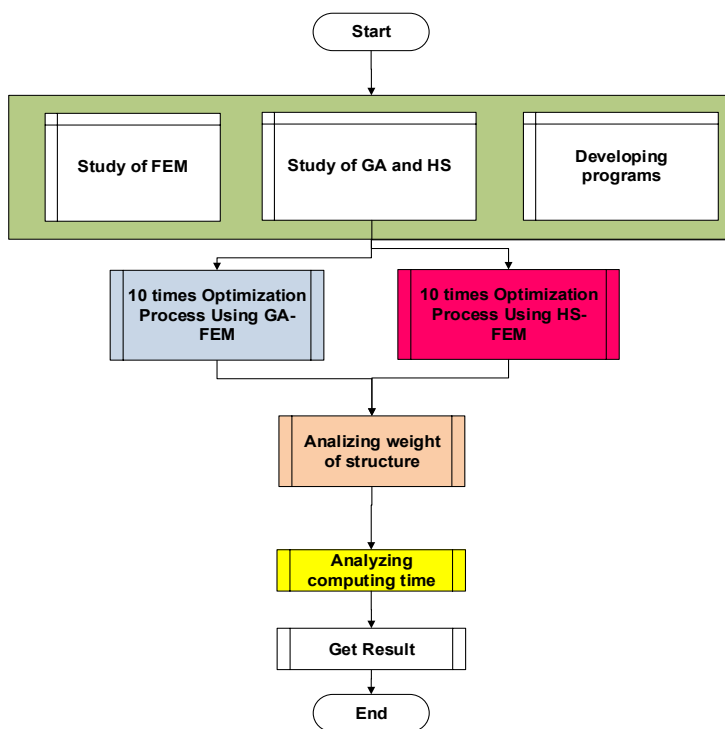 Start
Study of FEM
Study of GA and HS
Developing
programs
10 times Optimization
Process Using GA-
FEM
10 times Optimization
Process Using HS-
FEM
Analizing weight
of structure
Analyzing
computing time
Get Result
End